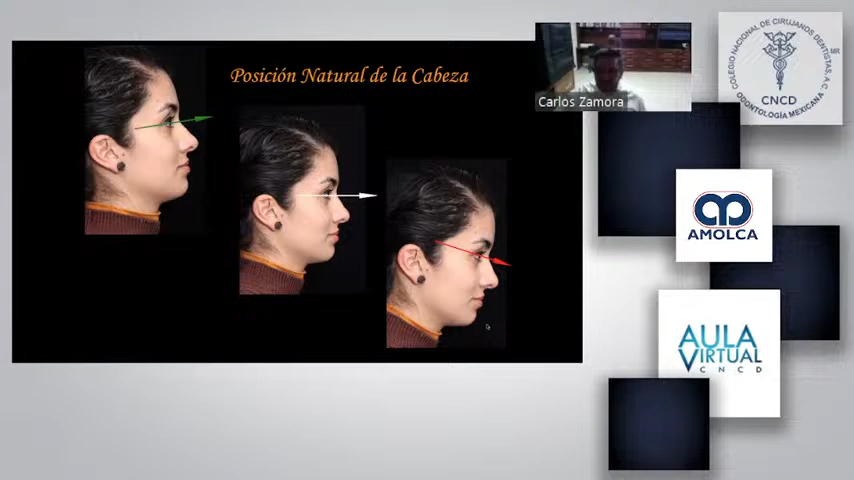 Posición Natural de la Cabeza
Carlos Zamora
COLEGIO NACIONAL DE CIRUJANOS DENTISTAS, A.C.
MR
CNCD
ODONTOLOGÍA MEXICANA
AMOLCA
AULA
VIRTUAL
CNCD